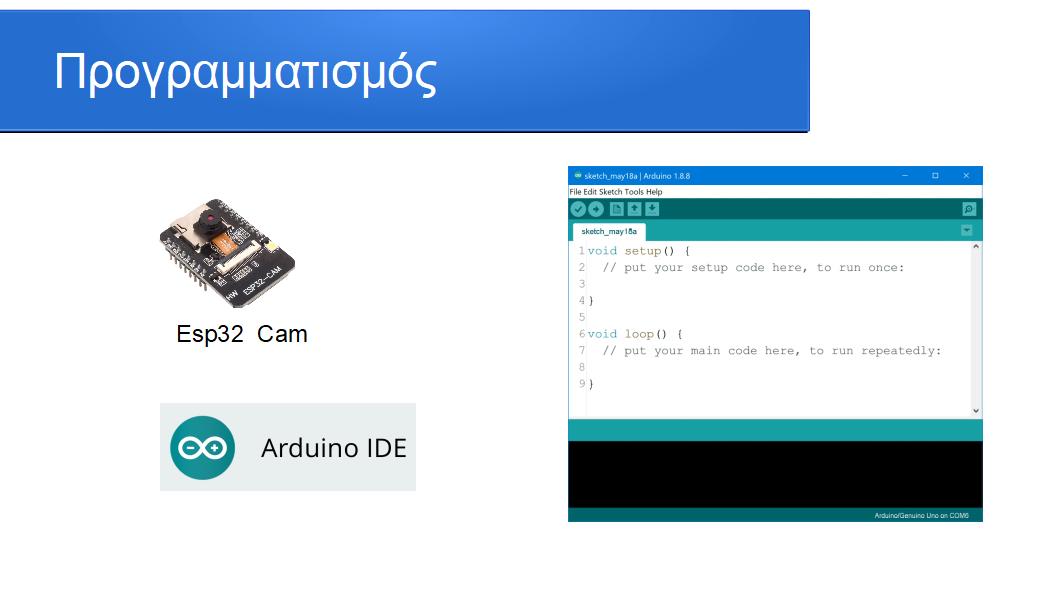 Προγραμματισμός
HW ESP32-CAM
Esp32 Cam
Arduino IDE
sketch_may18a | Arduino 1.8.8
File Edit Sketch Tools Help
sketch_may18a
1 void setup() {
2 // put your setup code here, to run once:
3
4 }
5
6 void loop() {
7 // put your main code here, to run repeatedly:
8
9 }
Arduino/Genuino Uno on COM6